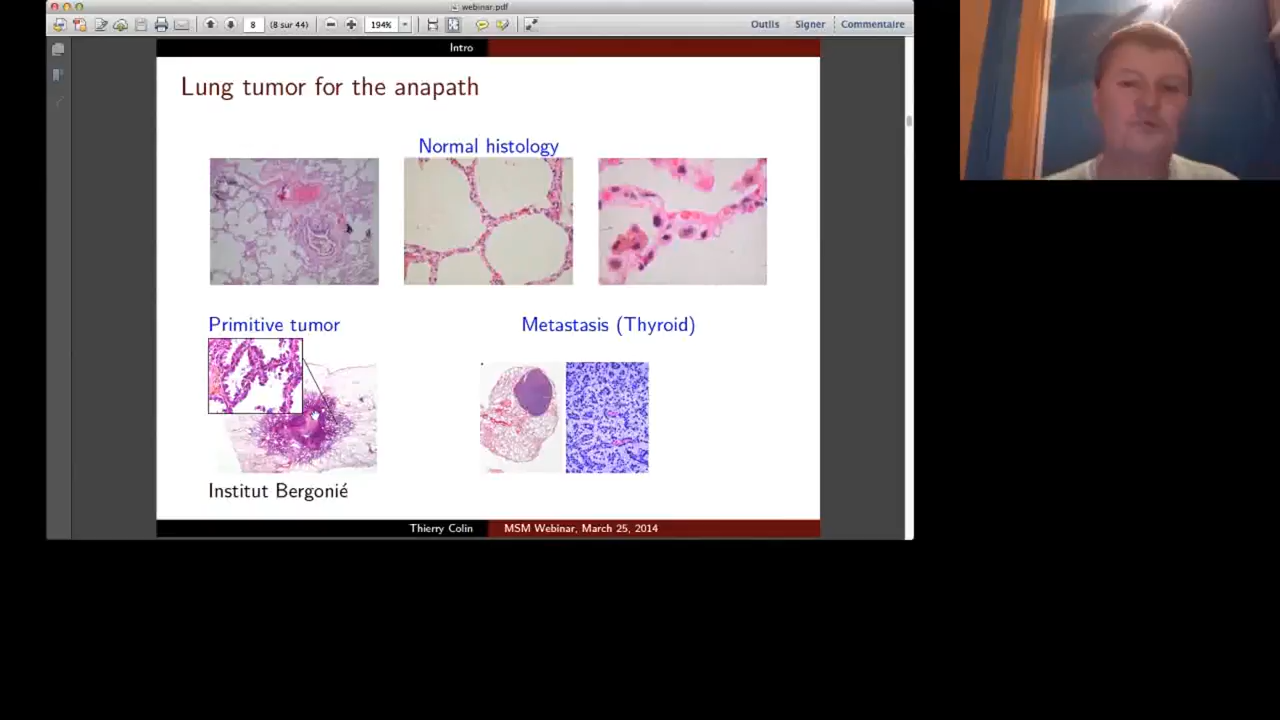 webinar.pdf
8 (8 sur 44) 194% Outils Signer Commentaire
Intro
Lung tumor for the anapath
Normal histology
Primitive tumor
Metastasis (Thyroid)
Institut Bergonié
Thierry Colin MSM Webinar, March 25, 2014